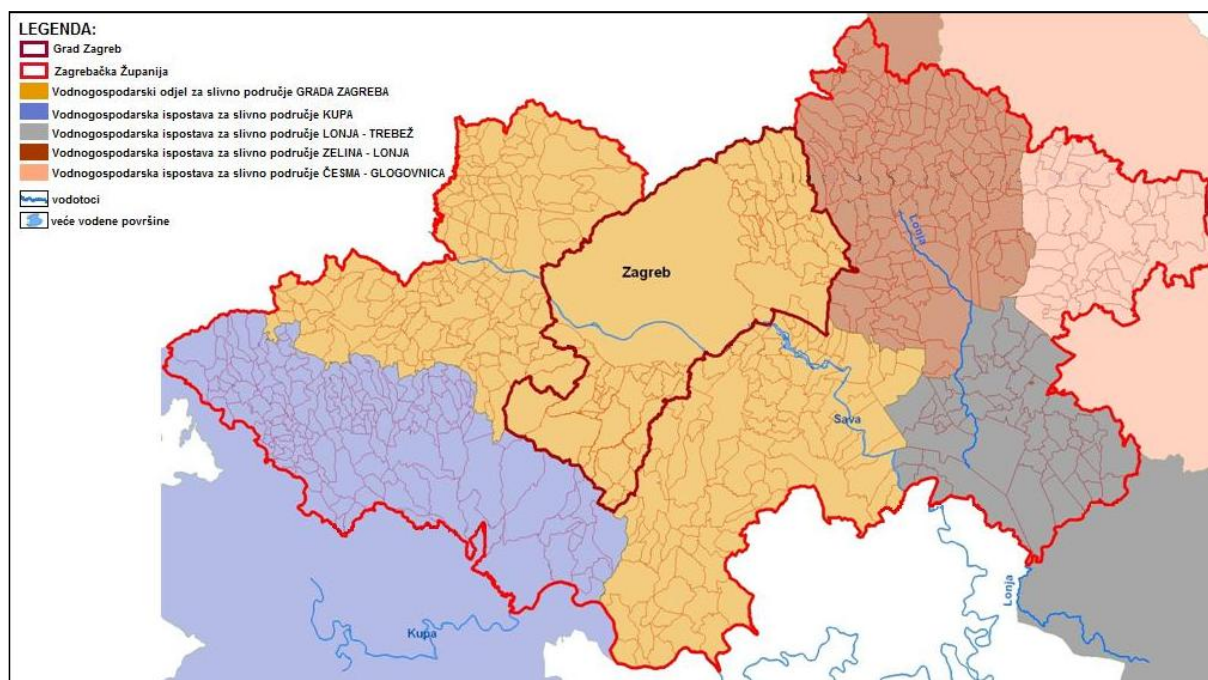 LEGENDA:
Grad Zagreb
Zagrebačka Županija
Vodnogospodarski odjel za slivno područje GRADA ZAGREBA
Vodnogospodarska ispostava za slivno područje KUPA
Vodnogospodarska ispostava za slivno područje LONJA - TREBEŽ
Vodnogospodarska ispostava za slivno područje ZELINA - LONJA
Vodnogospodarska ispostava za slivno područje ČESMA - GLOGOVNICA
vodotoci
veće vodene površine
Lonja
Zagreb
Sava
Lonja
Kupa